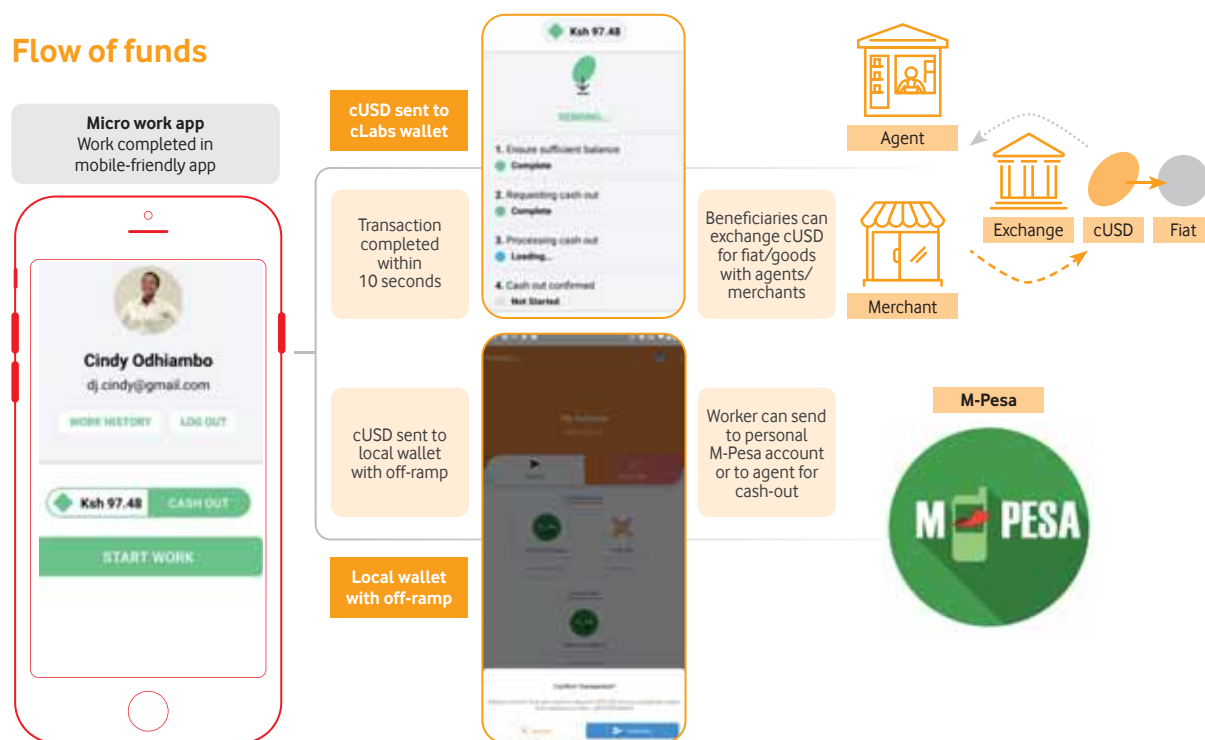 Flow of funds
Micro work app
Work completed in
mobile-friendly app
Cindy Odhiambo
dj.cindy@gmail.com
WORK HISTORY
LOG OUT
Ksh 97.48
CASH OUT
START WORK
cUSD sent to
cLabs wallet
Transaction
completed
within
10 seconds
cUSD sent to
local wallet
with off-ramp
Local wallet
with off-ramp
Ksh 97.48
SENDING...
1. Ensure sufficient balance
Complete
2. Requesting cash out
Complete
3. Processing cash out
Loading...
4. Cash out confirmed
Not Started
Beneficiaries can
exchange cUSD
for fiat/goods
with agents/
merchants
Worker can send
to personal
M-Pesa account
or to agent for
cash-out
Agent
Merchant
Exchange
cUSD
Fiat
M-Pesa
M PESA